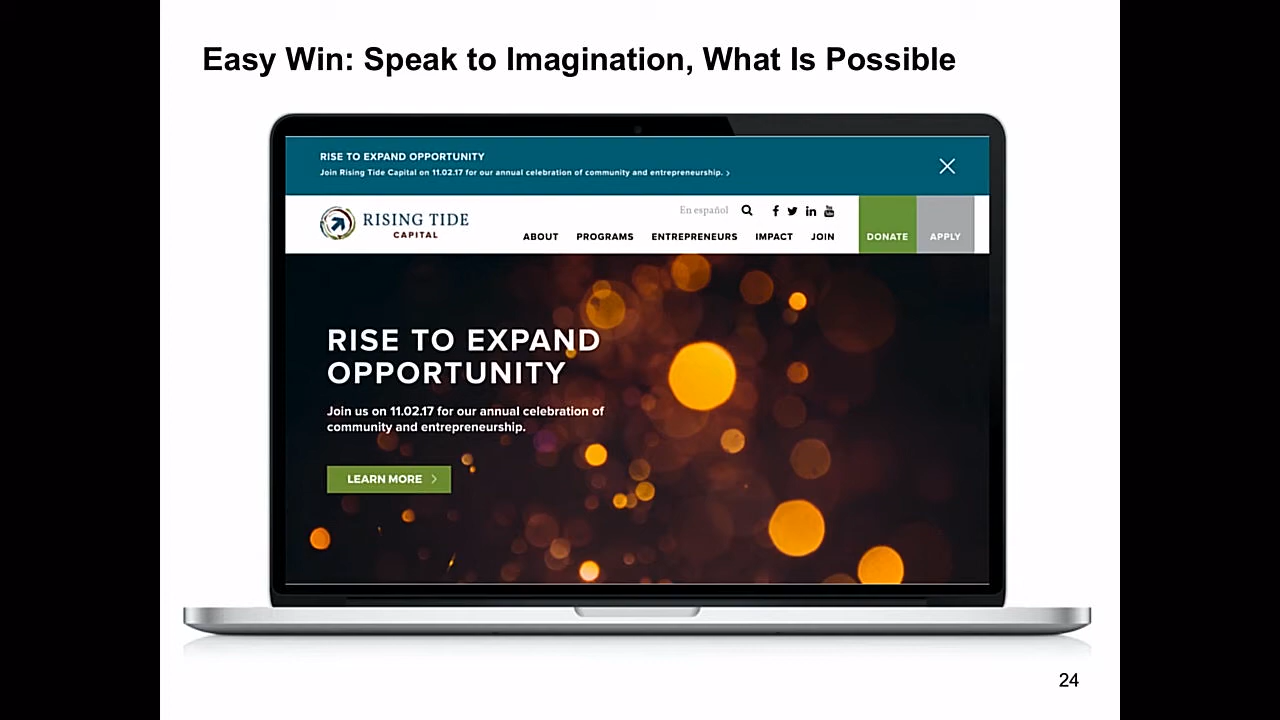 Easy Win: Speak to Imagination, What Is Possible
RISE TO EXPAND OPPORTUNITY
Join Rising Tide Capital on 11.02.17 for our annual celebration of community and entrepreneurship. ›
En español
RISING TIDE
CAPITAL
ABOUT PROGRAMS ENTREPRENEURS IMPACT JOIN DONATE APPLY
RISE TO EXPAND
OPPORTUNITY
Join us on 11.02.17 for our annual celebration of
community and entrepreneurship.
LEARN MORE >
24